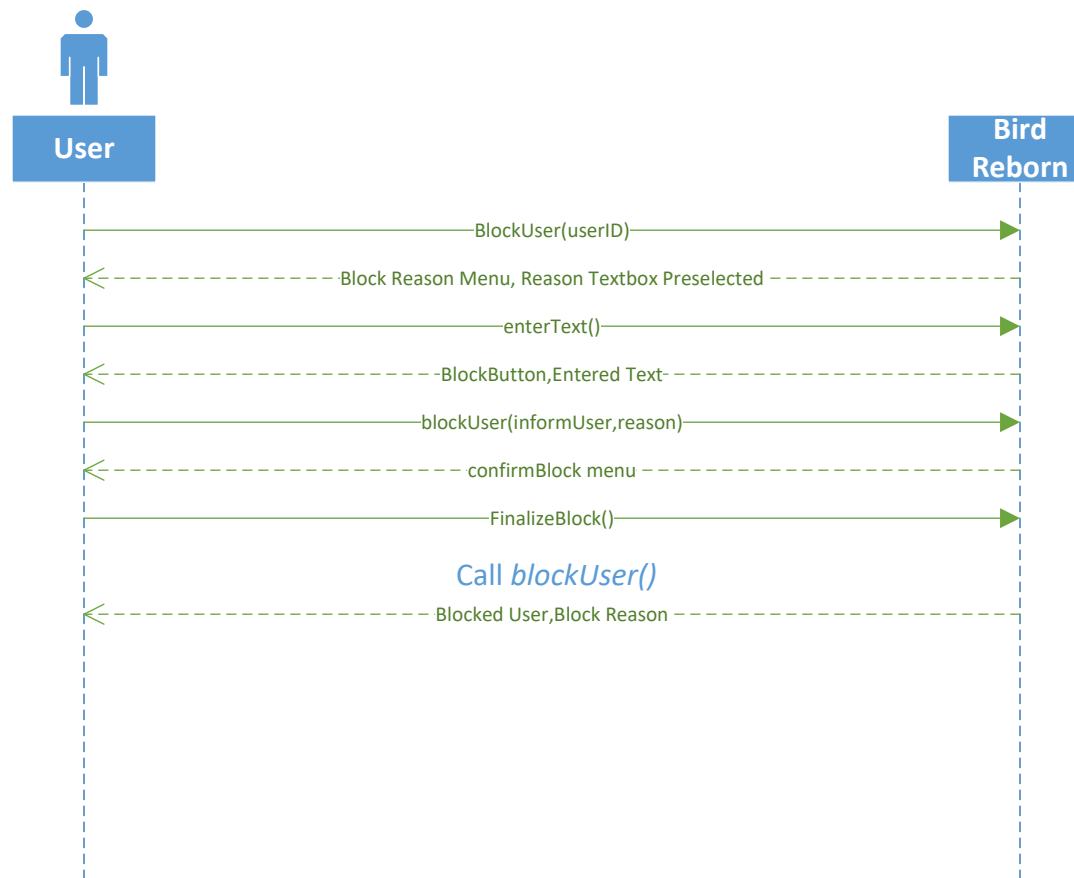 User
Bird
Reborn
BlockUser(userID)
Block Reason Menu, Reason Textbox Preselected
enterText()
BlockButton,Entered Text
blockUser(informUser,reason)
confirmBlock menu
FinalizeBlock()
Call blockUser()
Blocked User,Block Reason